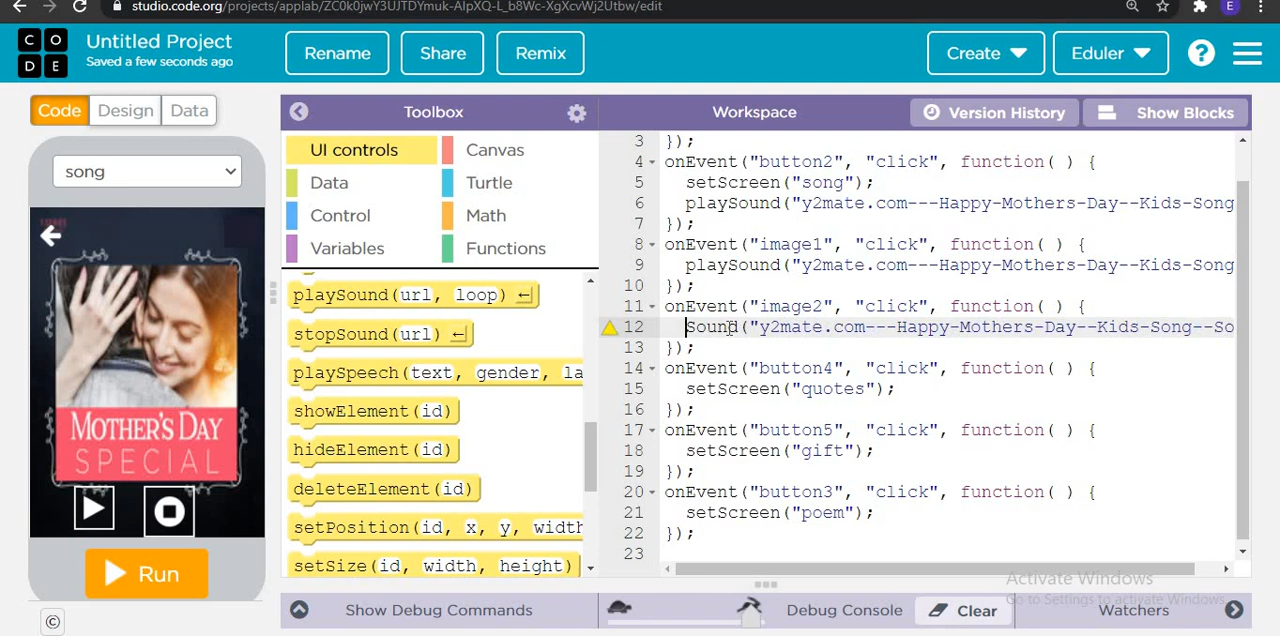 studio.code.org/projects/applab/ZC0k0jwY3UJTDYmuk-AIpXQ-L_b8Wc-XgXcvWj2Utbw/edit
E
CO
DE
Untitled Project
Saved a few seconds ago
Rename
Share
Remix
Create
Eduler
?
Code
Design
Data
Toolbox
Workspace
Version History
Show Blocks
song
MOTHER'S DAY
SPECIAL
Run
©
UI controls
Canvas
Data
Turtle
Control
Math
Variables
Functions
playSound(url, loop)
stopSound(url)
playSpeech(text, gender, la
showElement(id)
hideElement(id)
deleteElement(id)
setPosition(id, x, y, width
setSize(id, width, height)
3 });
4 onEvent("button2", "click", function( ) {
5 setScreen("song");
6 playSound("y2mate.com---Happy-Mothers-Day--Kids-Song
7 });
8 onEvent("image1", "click", function( ) {
9 playSound("y2mate.com---Happy-Mothers-Day--Kids-Song
10 });
11 onEvent("image2", "click", function( ) {
12 Sound("y2mate.com---Happy-Mothers-Day--Kids-Song--So
13 });
14 onEvent("button4", "click", function( ) {
15 setScreen("quotes");
16 });
17 onEvent("button5", "click", function( ) {
18 setScreen("gift");
19 });
20 onEvent("button3", "click", function( ) {
21 setScreen("poem");
22 });
23
Activate Windows
Go to Settings to activate Windows.
Show Debug Commands
Debug Console
Clear
Watchers